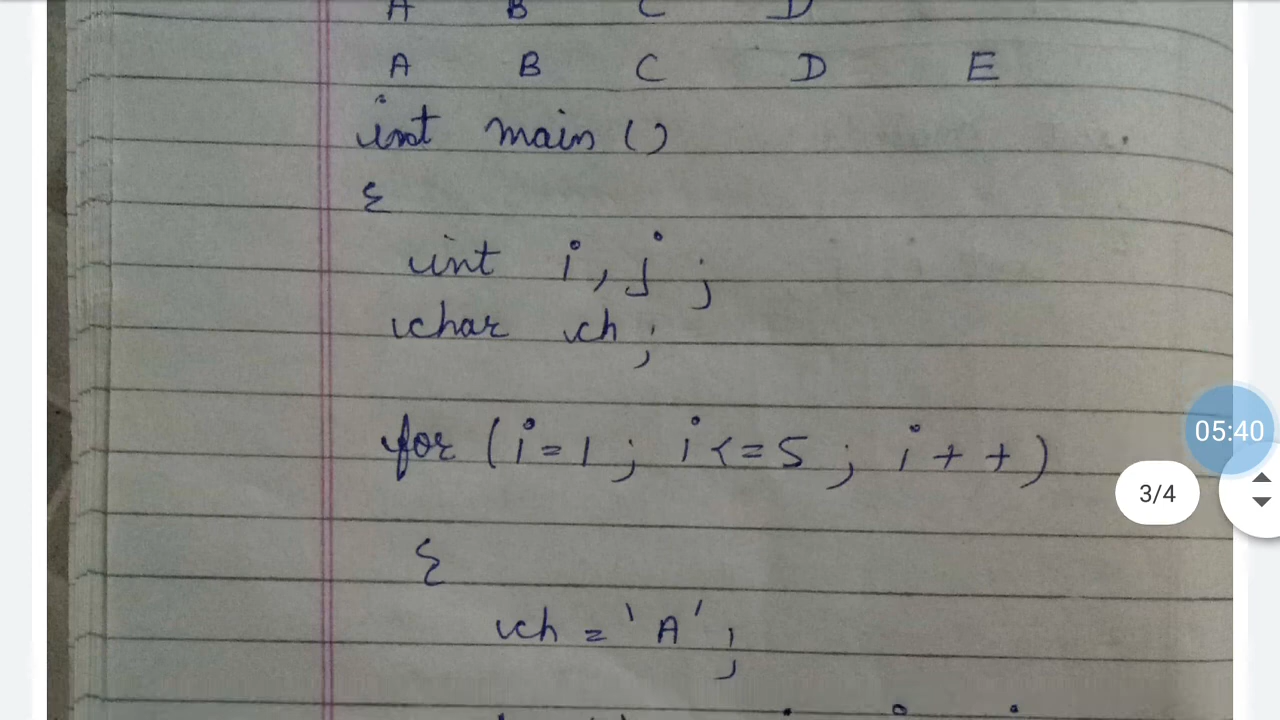 A B C D
A B C D E
int main ()
{
int i, j ;
char ch ;
for (i = 1 ; i <= 5 ; i + + )
05:40
3/4
{
ch = 'A' ;